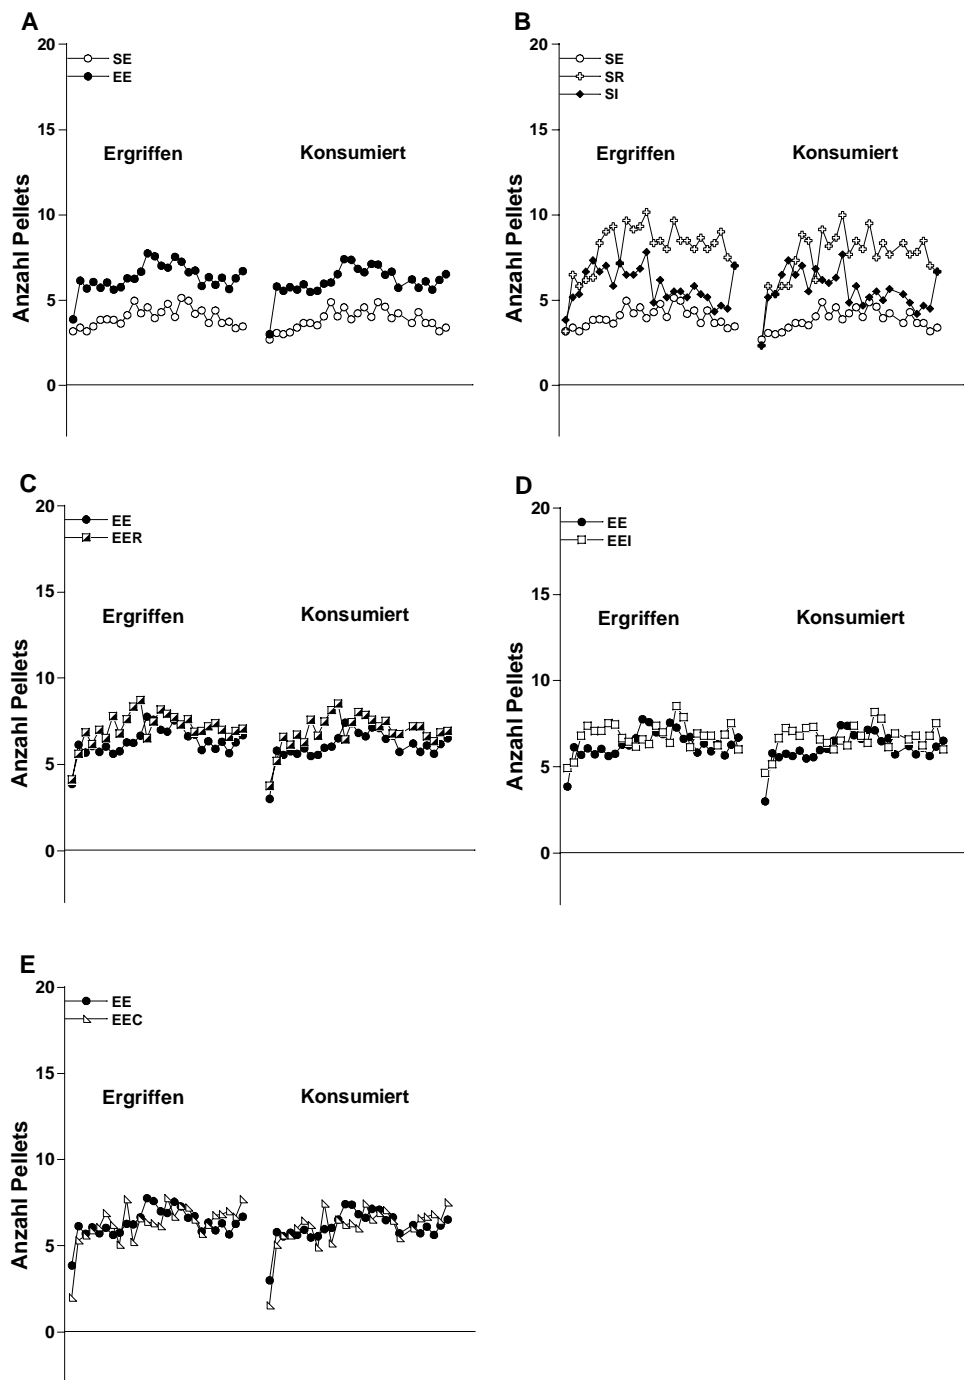 A
20
SE
EE
15
Ergriffen
Konsumiert
10
5
0
Anzahl Pellets
B
20
SE
SR
SI
15
Ergriffen
Konsumiert
10
5
0
Anzahl Pellets
C
20
EE
EER
15
Ergriffen
Konsumiert
10
5
0
Anzahl Pellets
D
20
EE
EEI
15
Ergriffen
Konsumiert
10
5
0
Anzahl Pellets
E
20
EE
EEC
15
Ergriffen
Konsumiert
10
5
0
Anzahl Pellets